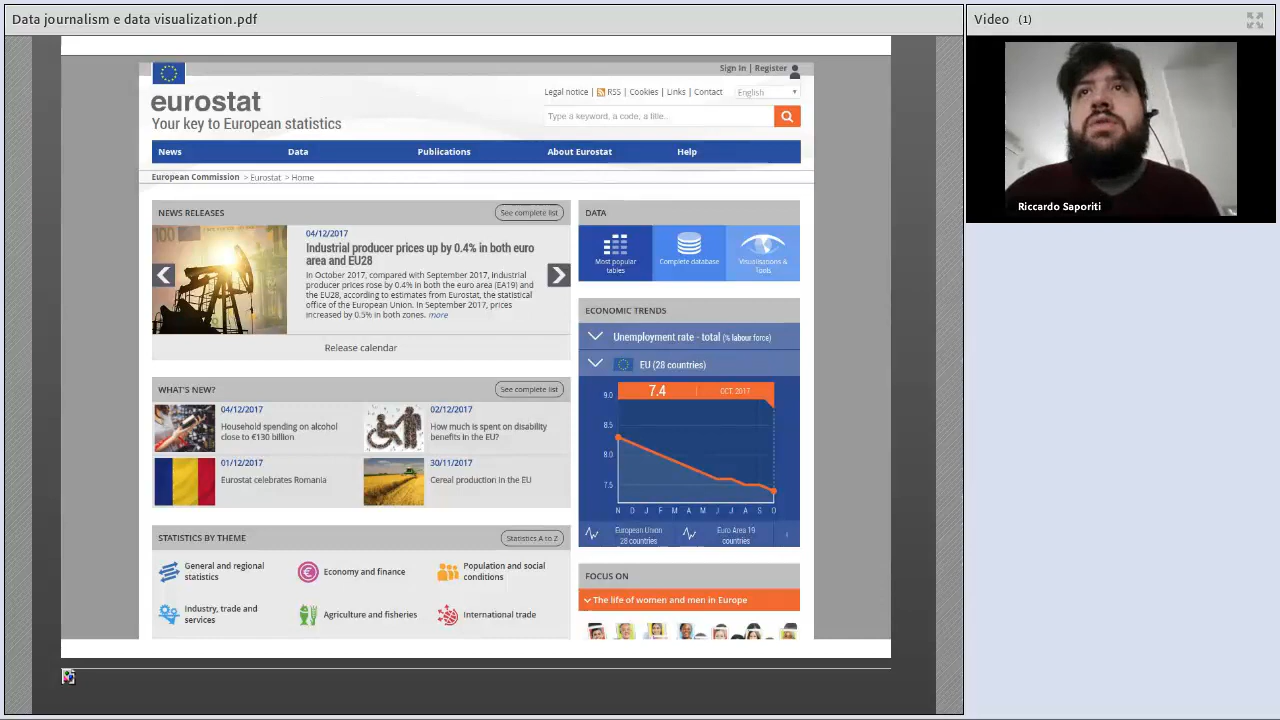 Data journalism e data visualization.pdf
Video (1)
Riccardo Saporiti
Sign In | Register
Legal notice | RSS | Cookies | Links | Contact
English
eurostat
Your key to European statistics
Type a keyword, a code, a title..
News
Data
Publications
About Eurostat
Help
European Commission > Eurostat > Home
NEWS RELEASES
See complete list
04/12/2017
Industrial producer prices up by 0.4% in both euro
area and EU28
In October 2017, compared with September 2017, industrial
producer prices rose by 0.4% in both the euro area (EA19) and
the EU28, according to estimates from Eurostat, the statistical
office of the European Union. In September 2017, prices
increased by 0.5% in both zones. more
Release calendar
WHAT'S NEW?
See complete list
04/12/2017
Household spending on alcohol
close to €130 billion
02/12/2017
How much is spent on disability
benefits in the EU?
01/12/2017
Eurostat celebrates Romania
30/11/2017
Cereal production in the EU
STATISTICS BY THEME
Statistics A to Z
General and regional
statistics
Economy and finance
Population and social
conditions
Industry, trade and
services
Agriculture and fisheries
International trade
DATA
Most popular
tables
Complete database
Visualisations &
Tools
ECONOMIC TRENDS
Unemployment rate - total (% labour force)
EU (28 countries)
7.4 | OCT. 2017
9.0
8.5
8.0
7.5
N D J F M A M J J A S O
European Union
28 countries
Euro Area 19
countries
FOCUS ON
The life of women and men in Europe